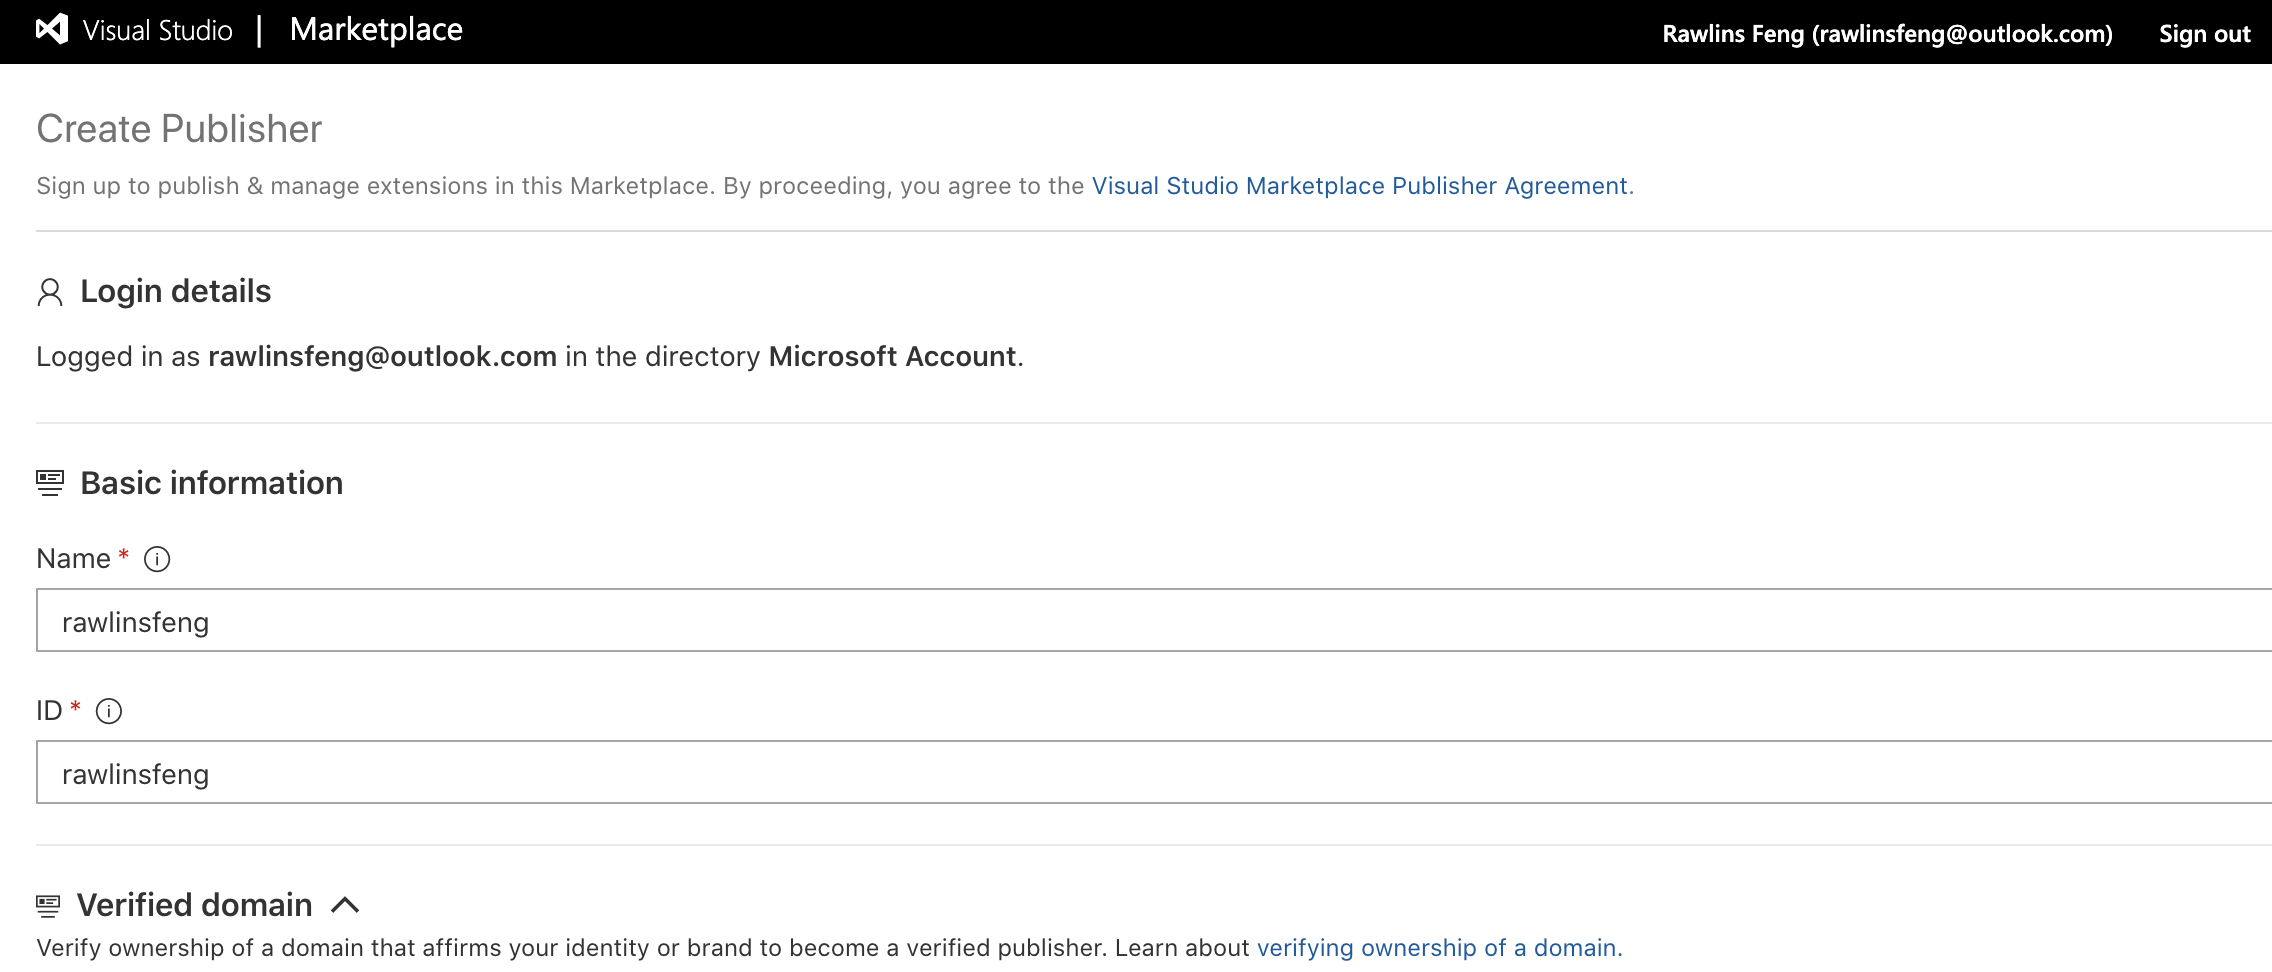 Visual Studio | Marketplace Rawlins Feng (rawlinsfeng@outlook.com) Sign out
Create Publisher
Sign up to publish & manage extensions in this Marketplace. By proceeding, you agree to the Visual Studio Marketplace Publisher Agreement.
Login details
Logged in as rawlinsfeng@outlook.com in the directory Microsoft Account.
Basic information
Name *
rawlinsfeng
ID *
rawlinsfeng
Verified domain
Verify ownership of a domain that affirms your identity or brand to become a verified publisher. Learn about verifying ownership of a domain.